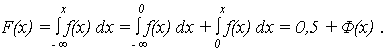 F(x) = ∫_{-∞}^{x} f(x) dx = ∫_{-∞}^{0} f(x) dx + ∫_{0}^{x} f(x) dx = 0,5 + Φ(x) .